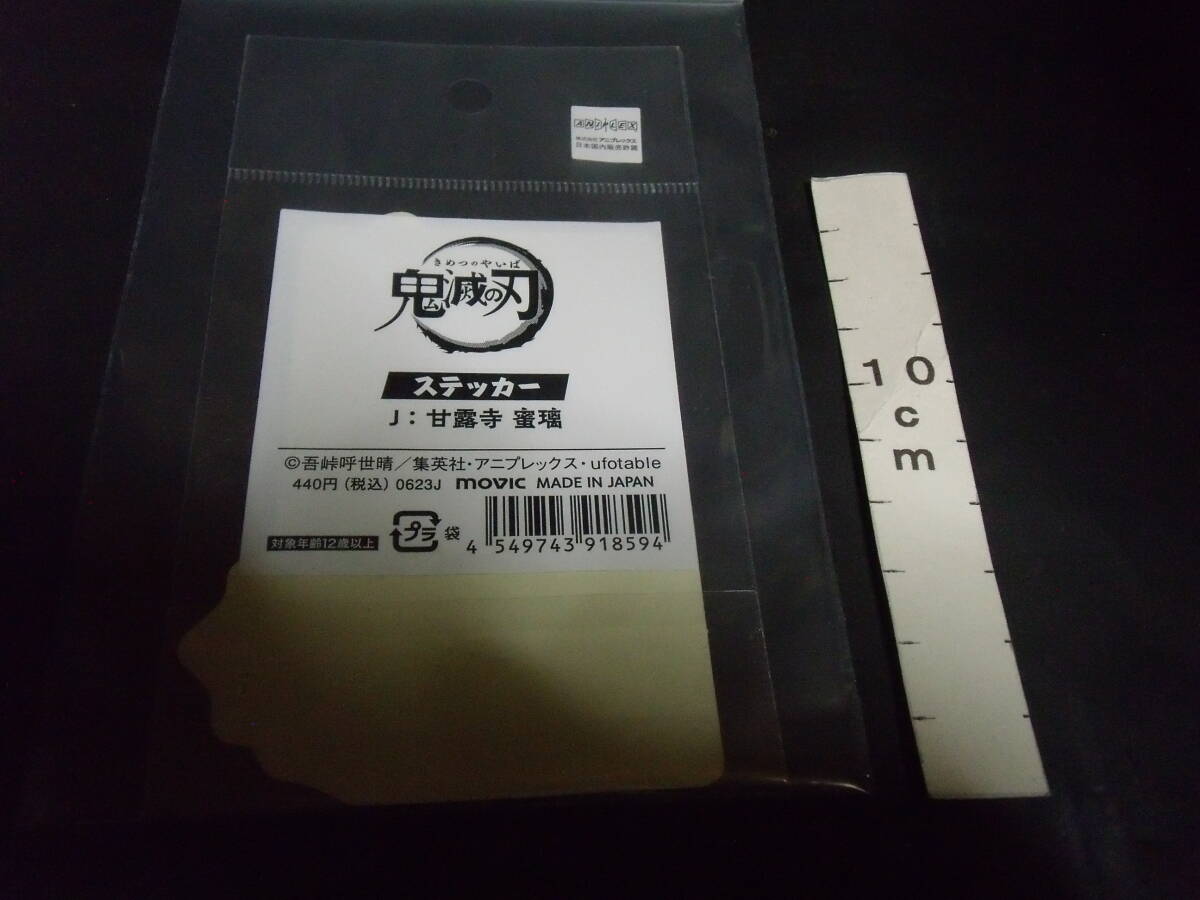 ANIPLEX
株式会社アニプレックス
日本国内販売許諾
きめつのやいば
鬼滅の刃
ステッカー
J：甘露寺 蜜璃
©吾峠呼世晴／集英社・アニプレックス・ufotable
440円（税込）0623J movic MADE IN JAPAN
対象年齢12歳以上 プラ 袋 4 549743 918594
10
c
m